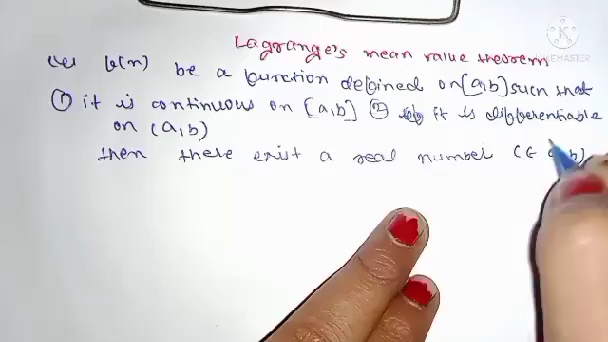 Lagrange's mean value theorem
Let f(x) be a function defined on [a,b] such that
① it is continuous on [a,b] ② it is differentiable
on (a,b)
then there exist a real number